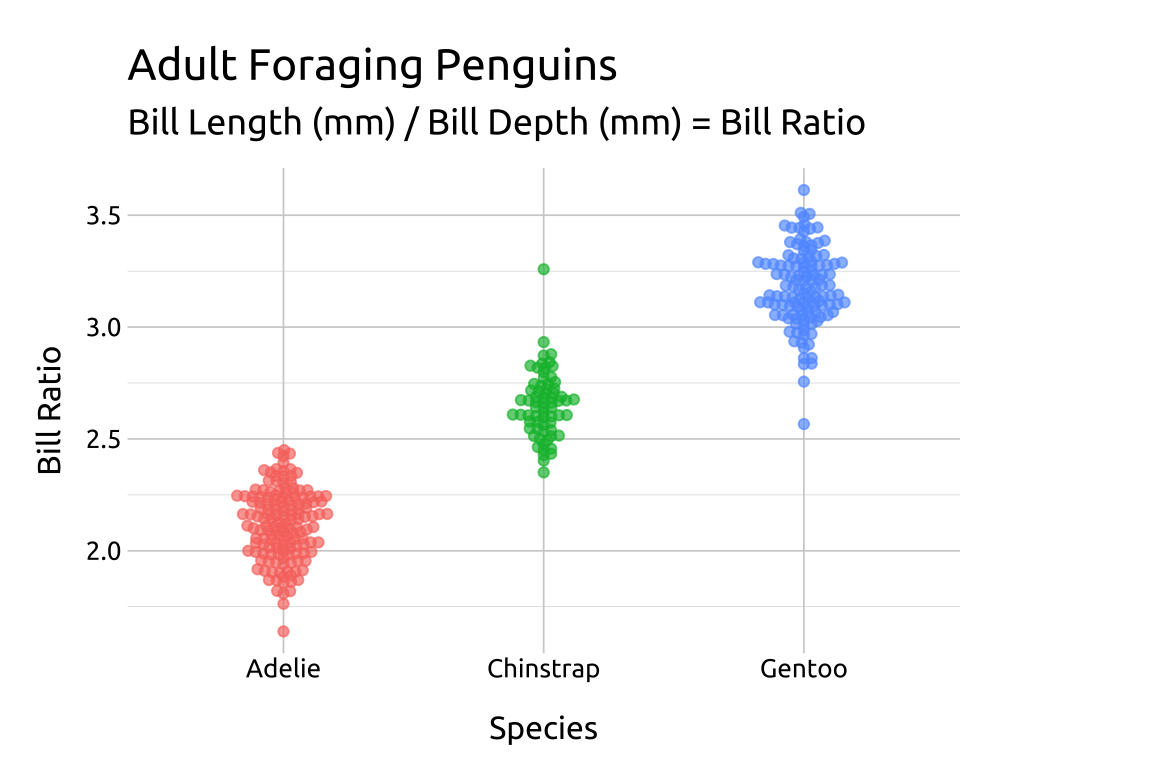 Adult Foraging Penguins
Bill Length (mm) / Bill Depth (mm) = Bill Ratio
Bill Ratio
3.5
3.0
2.5
2.0
Adelie
Chinstrap
Gentoo
Species